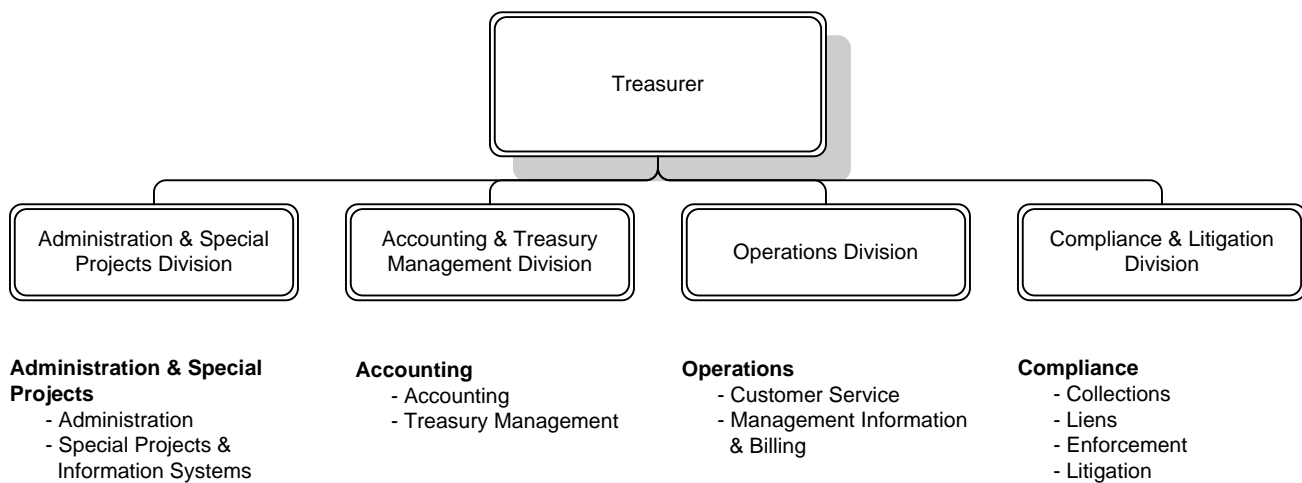 Treasurer
Administration & Special
Projects Division
Accounting & Treasury
Management Division
Operations Division
Compliance & Litigation
Division
Administration & Special
Projects
- Administration
- Special Projects &
Information Systems
Accounting
- Accounting
- Treasury Management
Operations
- Customer Service
- Management Information
& Billing
Compliance
- Collections
- Liens
- Enforcement
- Litigation